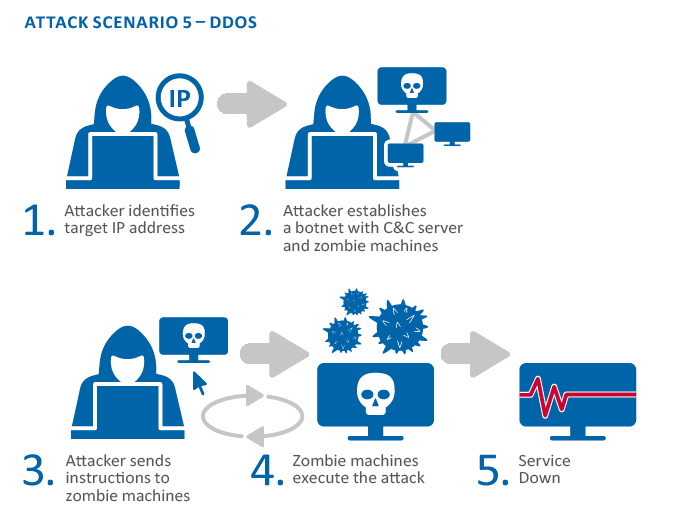 ATTACK SCENARIO 5 – DDOS
IP
1. Attacker identifies
target IP address
2. Attacker establishes
a botnet with C&C server
and zombie machines
3. Attacker sends
instructions to
zombie machines
4. Zombie machines
execute the attack
5. Service
Down